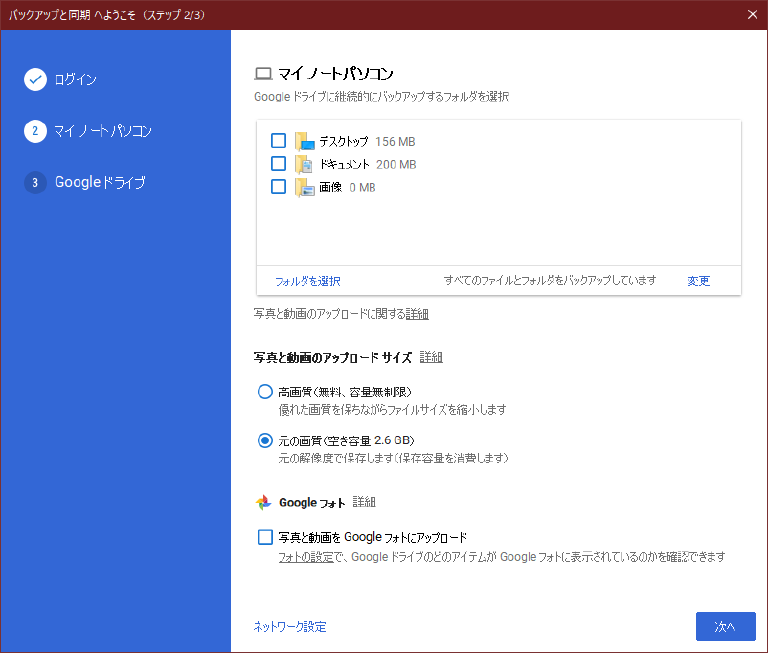 バックアップと同期 へようこそ（ステップ 2/3）
ログイン
2 マイ ノートパソコン
3 Googleドライブ
マイ ノートパソコン
Google ドライブに継続的にバックアップするフォルダを選択
デスクトップ 156 MB
ドキュメント 200 MB
画像 0 MB
フォルダを選択 すべてのファイルとフォルダをバックアップしています 変更
写真と動画のアップロードに関する詳細
写真と動画のアップロード サイズ 詳細
高画質（無料、容量無制限）
優れた画質を保ちながらファイルサイズを縮小します
元の画質（空き容量 2.6 GB）
元の解像度で保存します（保存容量を消費します）
Google フォト 詳細
写真と動画を Google フォトにアップロード
フォトの設定で、Google ドライブのどのアイテムが Google フォトに表示されているのかを確認できます
ネットワーク設定
次へ